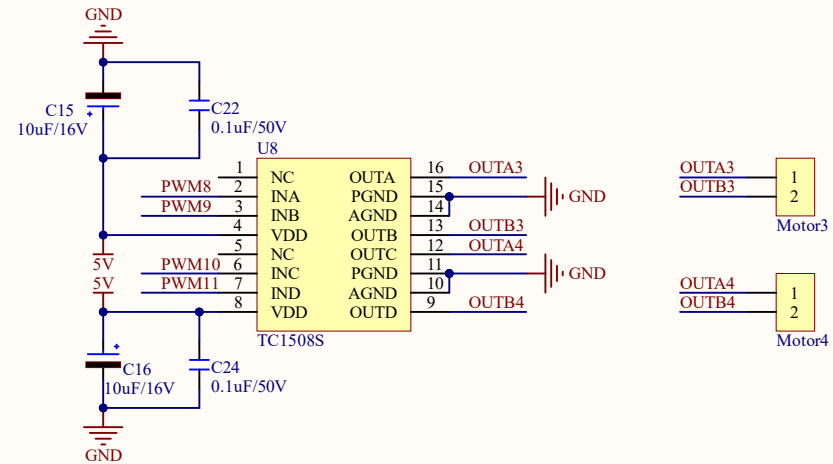 GND
C15
10uF/16V
+
C22
0.1uF/50V
U8
1 NC OUTA 16 OUTA3
PWM8 2 INA PGND 15
GND
PWM9 3 INB AGND 14
4 VDD OUTB 13 OUTB3
5 NC OUTC 12 OUTA4
5V
PWM10 6 INC PGND 11
GND
5V
PWM11 7 IND AGND 10
8 VDD OUTD 9 OUTB4
TC1508S
+
C16
10uF/16V
C24
0.1uF/50V
GND
OUTA3 1
OUTB3 2
Motor3
OUTA4 1
OUTB4 2
Motor4